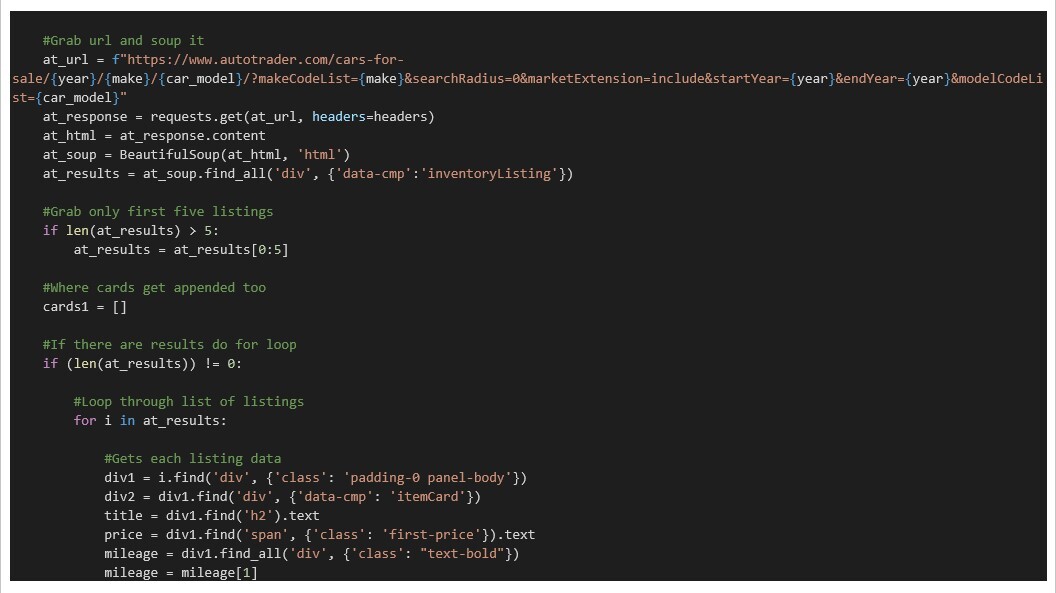 #Grab url and soup it
at_url = f"https://www.autotrader.com/cars-for-
sale/{year}/{make}/{car_model}/?makeCodeList={make}&searchRadius=0&marketExtension=include&startYear={year}&endYear={year}&modelCodeLi
st={car_model}"
at_response = requests.get(at_url, headers=headers)
at_html = at_response.content
at_soup = BeautifulSoup(at_html, 'html')
at_results = at_soup.find_all('div', {'data-cmp':'inventoryListing'})
#Grab only first five listings
if len(at_results) > 5:
at_results = at_results[0:5]
#Where cards get appended too
cards1 = []
#If there are results do for loop
if (len(at_results)) != 0:
#Loop through list of listings
for i in at_results:
#Gets each listing data
div1 = i.find('div', {'class': 'padding-0 panel-body'})
div2 = div1.find('div', {'data-cmp': 'itemCard'})
title = div1.find('h2').text
price = div1.find('span', {'class': 'first-price'}).text
mileage = div1.find_all('div', {'class': "text-bold"})
mileage = mileage[1]